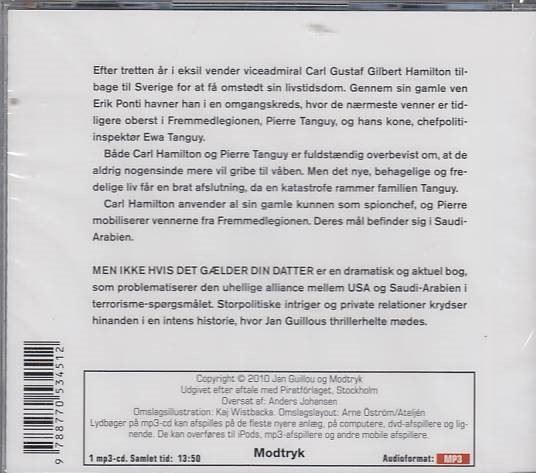 Efter tretten år i eksil vender viceadmiral Carl Gustaf Gilbert Hamilton til-
bage til Sverige for at få omstødt sin livstidsdom. Gennem sin gamle ven
Erik Ponti havner han i en omgangskreds, hvor de nærmeste venner er tid-
ligere oberst i Fremmedlegionen, Pierre Tanguy, og hans kone, chefpoliti-
inspektør Ewa Tanguy.
Både Carl Hamilton og Pierre Tanguy er fuldstændig overbevist om, at de
aldrig nogensinde mere vil gribe til våben. Men det nye, behagelige og fre-
delige liv får en brat afslutning, da en katastrofe rammer familien Tanguy.
Carl Hamilton anvender al sin gamle kunnen som spionchef, og Pierre
mobiliserer vennerne fra Fremmedlegionen. Deres mål befinder sig i Saudi-
Arabien.
MEN IKKE HVIS DET GÆLDER DIN DATTER er en dramatisk og aktuel bog,
som problematiserer den uhellige alliance mellem USA og Saudi-Arabien i
terrorisme-spørgsmålet. Storpolitiske intriger og private relationer krydser
hinanden i en intens historie, hvor Jan Guillous thrillerhelte mødes.
Copyright © 2010 Jan Guillou og Modtryk
Udgivet efter aftale med Piratförlaget, Stockholm
Oversat af: Anders Johansen
Omslagsillustration: Kaj Wistbacka. Omslagslayout: Arne Öström/Ateljén
Lydbøger på mp3-cd kan afspilles på de fleste nyere anlæg, på computere, dvd-afspillere og lig-
nende. De kan overføres til iPods, mp3-afspillere og andre mobile afspillere.
1 mp3-cd. Samlet tid: 13:50
Modtryk
Audioformat: MP3
9 788770 534512